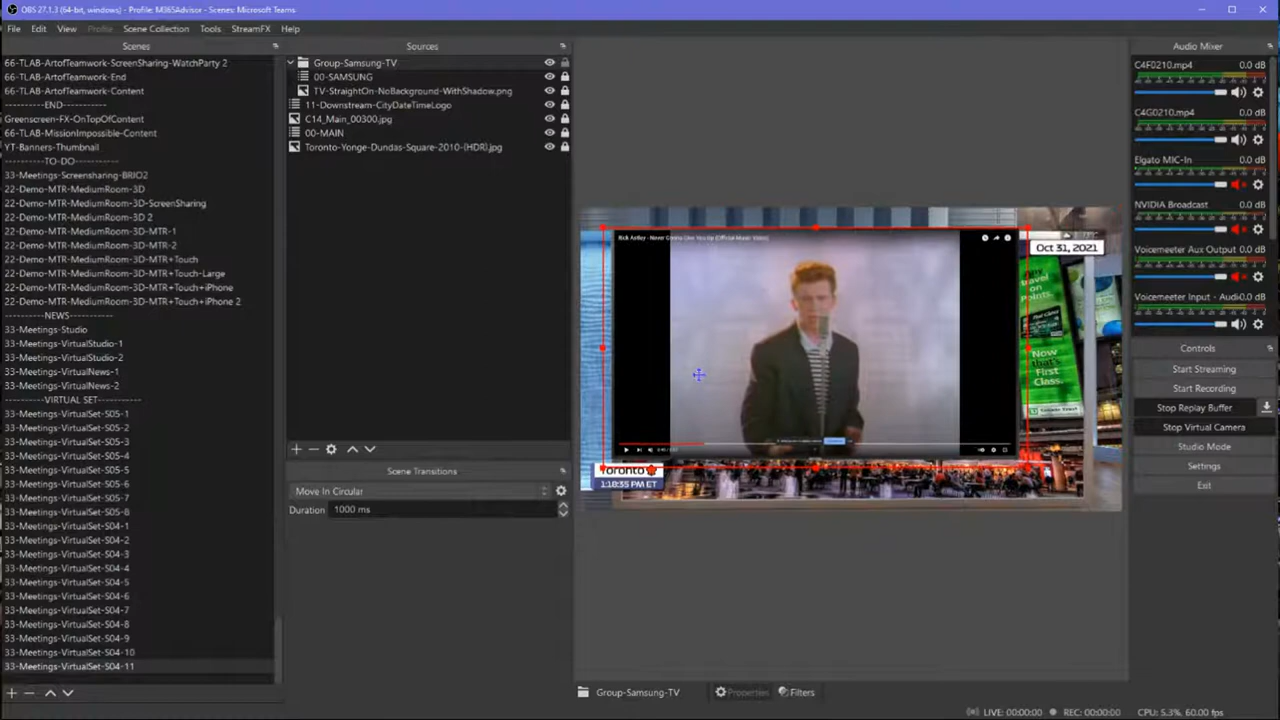 OBS 27.1.3 (64-bit, windows) - Profile: M365Advisor - Scenes: Microsoft Teams
File Edit View Profile Scene Collection Tools StreamFX Help
Scenes
66-TLAB-ArtofTeamwork-ScreenSharing-WatchParty 2
66-TLAB-ArtofTeamwork-End
66-TLAB-ArtofTeamwork-Content
----------END----------
Greenscreen-FX-OnTopOfContent
66-TLAB-MissionImpossible-Content
YT-Banners-Thumbnail
----------TO-DO-----------
33-Meetings-Screensharing-BRIO2
22-Demo-MTR-MediumRoom-3D
22-Demo-MTR-MediumRoom-3D-ScreenSharing
22-Demo-MTR-MediumRoom-3D 2
22-Demo-MTR-MediumRoom-3D-MTR-1
22-Demo-MTR-MediumRoom-3D-MTR-2
22-Demo-MTR-MediumRoom-3D-MTR+Touch
22-Demo-MTR-MediumRoom-3D-MTR+Touch-Large
22-Demo-MTR-MediumRoom-3D-MTR+Touch+iPhone
22-Demo-MTR-MediumRoom-3D-MTR+Touch+iPhone 2
----------NEWS-----------
33-Meetings-Studio
33-Meetings-VirtualStudio-1
33-Meetings-VirtualStudio-2
33-Meetings-VirtualNews-1
33-Meetings-VirtualNews-2
---------- VIRTUAL SET-----------
33-Meetings-VirtualSet-S05-1
33-Meetings-VirtualSet-S05-2
33-Meetings-VirtualSet-S05-3
33-Meetings-VirtualSet-S05-4
33-Meetings-VirtualSet-S05-5
33-Meetings-VirtualSet-S05-6
33-Meetings-VirtualSet-S05-7
33-Meetings-VirtualSet-S05-8
33-Meetings-VirtualSet-S04-1
33-Meetings-VirtualSet-S04-2
33-Meetings-VirtualSet-S04-3
33-Meetings-VirtualSet-S04-4
33-Meetings-VirtualSet-S04-5
33-Meetings-VirtualSet-S04-6
33-Meetings-VirtualSet-S04-7
33-Meetings-VirtualSet-S04-8
33-Meetings-VirtualSet-S04-9
33-Meetings-VirtualSet-S04-10
33-Meetings-VirtualSet-S04-11
Sources
Group-Samsung-TV
00-SAMSUNG
TV-StraightOn-NoBackground-WithShadow.png
11-Downstream-CityDateTimeLogo
C14_Main_00300.jpg
00-MAIN
Toronto-Yonge-Dundas-Square-2010-(HDR).jpg
Scene Transitions
Move In Circular
Duration 1000 ms
Rick Astley - Never Gonna Give You Up (Official Music Video)
Oct 31, 2021
Travel on
Points.
Now
that's First
Class.
Toronto
1:18:35 PM ET
Group-Samsung-TV
Properties
Filters
Audio Mixer
C4F0210.mp4 0.0 dB
C4G0210.mp4 0.0 dB
Elgato MIC-In 0.0 dB
NVIDIA Broadcast 0.0 dB
Voicemeeter Aux Output 0.0 dB
Voicemeeter Input - Audio 0.0 dB
Controls
Start Streaming
Start Recording
Stop Replay Buffer
Stop Virtual Camera
Studio Mode
Settings
Exit
LIVE: 00:00:00 REC: 00:00:00 CPU: 5.3%, 60.00 fps